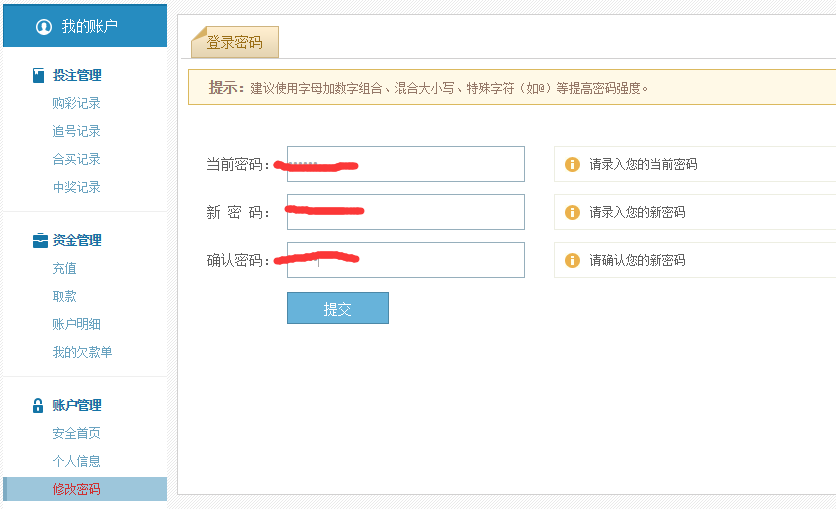 我的账户
投注管理
购彩记录
追号记录
合买记录
中奖记录
资金管理
充值
取款
账户明细
我的欠款单
账户管理
安全首页
个人信息
修改密码
登录密码
提示：建议使用字母加数字组合、混合大小写、特殊字符（如@）等提高密码强度。
当前密码： 请录入您的当前密码
新 密 码： 请录入您的新密码
确认密码： 请确认您的新密码
提交